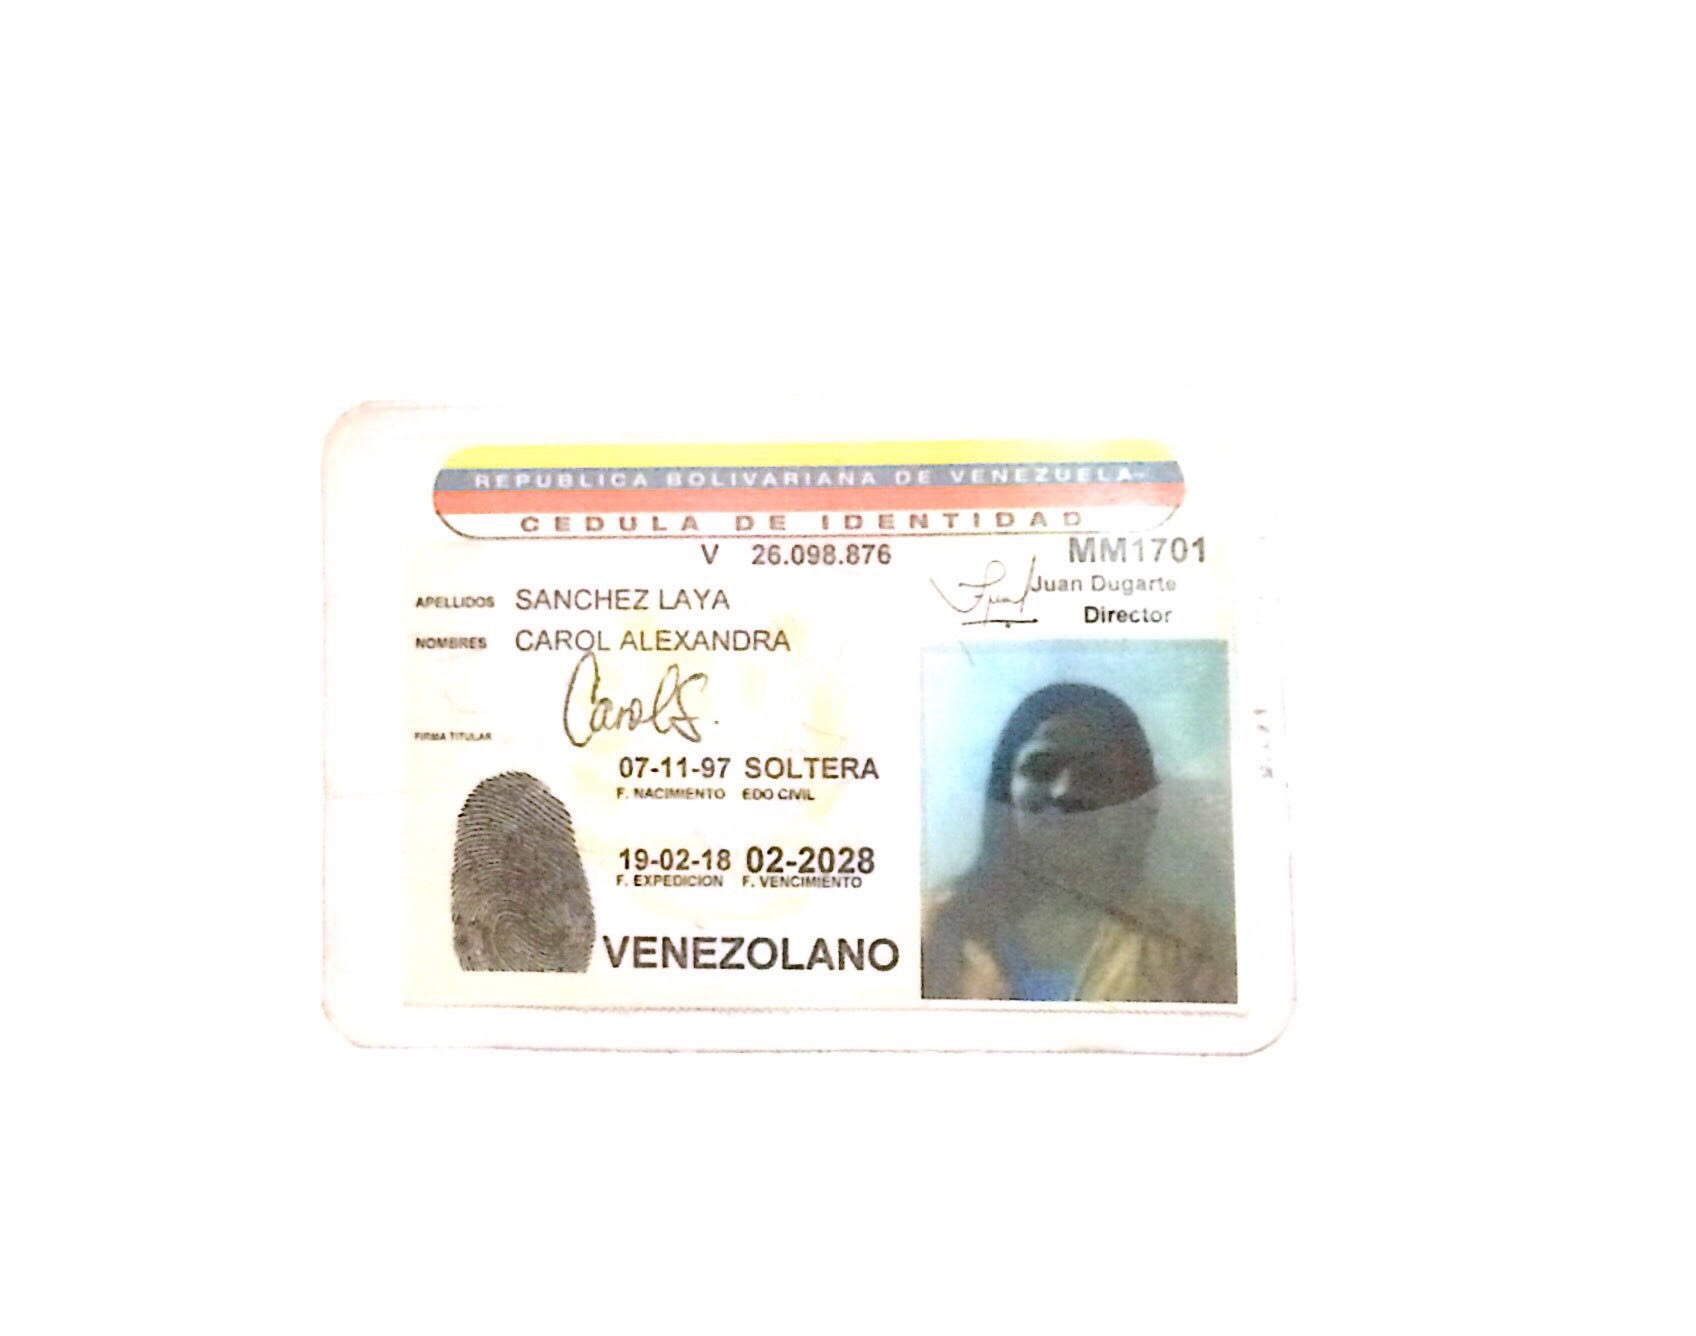 REPUBLICA BOLIVARIANA DE VENEZUELA
CEDULA DE IDENTIDAD
V 26.098.876
MM1701
Juan Dugarte
Director
APELLIDOS SANCHEZ LAYA
NOMBRES CAROL ALEXANDRA
CarolS.
FIRMA TITULAR
07-11-97 SOLTERA
F. NACIMIENTO EDO CIVIL
19-02-18 02-2028
F. EXPEDICION F. VENCIMIENTO
VENEZOLANO